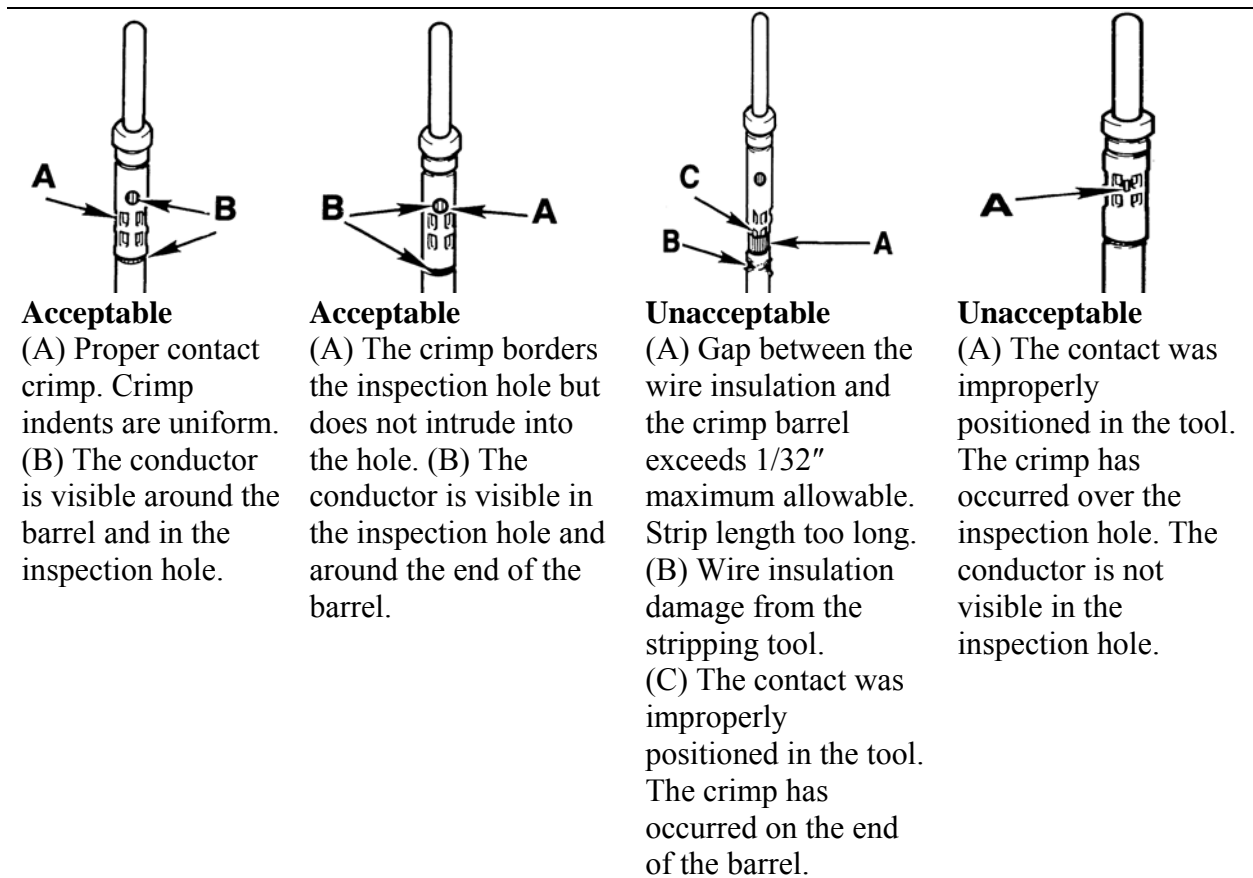 A
B
B
A
C
B
A
A
Acceptable
(A) Proper contact
crimp. Crimp
indents are uniform.
(B) The conductor
is visible around the
barrel and in the
inspection hole.
Acceptable
(A) The crimp borders
the inspection hole but
does not intrude into
the hole. (B) The
conductor is visible in
the inspection hole and
around the end of the
barrel.
Unacceptable
(A) Gap between the
wire insulation and
the crimp barrel
exceeds 1/32″
maximum allowable.
Strip length too long.
(B) Wire insulation
damage from the
stripping tool.
(C) The contact was
improperly
positioned in the tool.
The crimp has
occurred on the end
of the barrel.
Unacceptable
(A) The contact was
improperly
positioned in the tool.
The crimp has
occurred over the
inspection hole. The
conductor is not
visible in the
inspection hole.